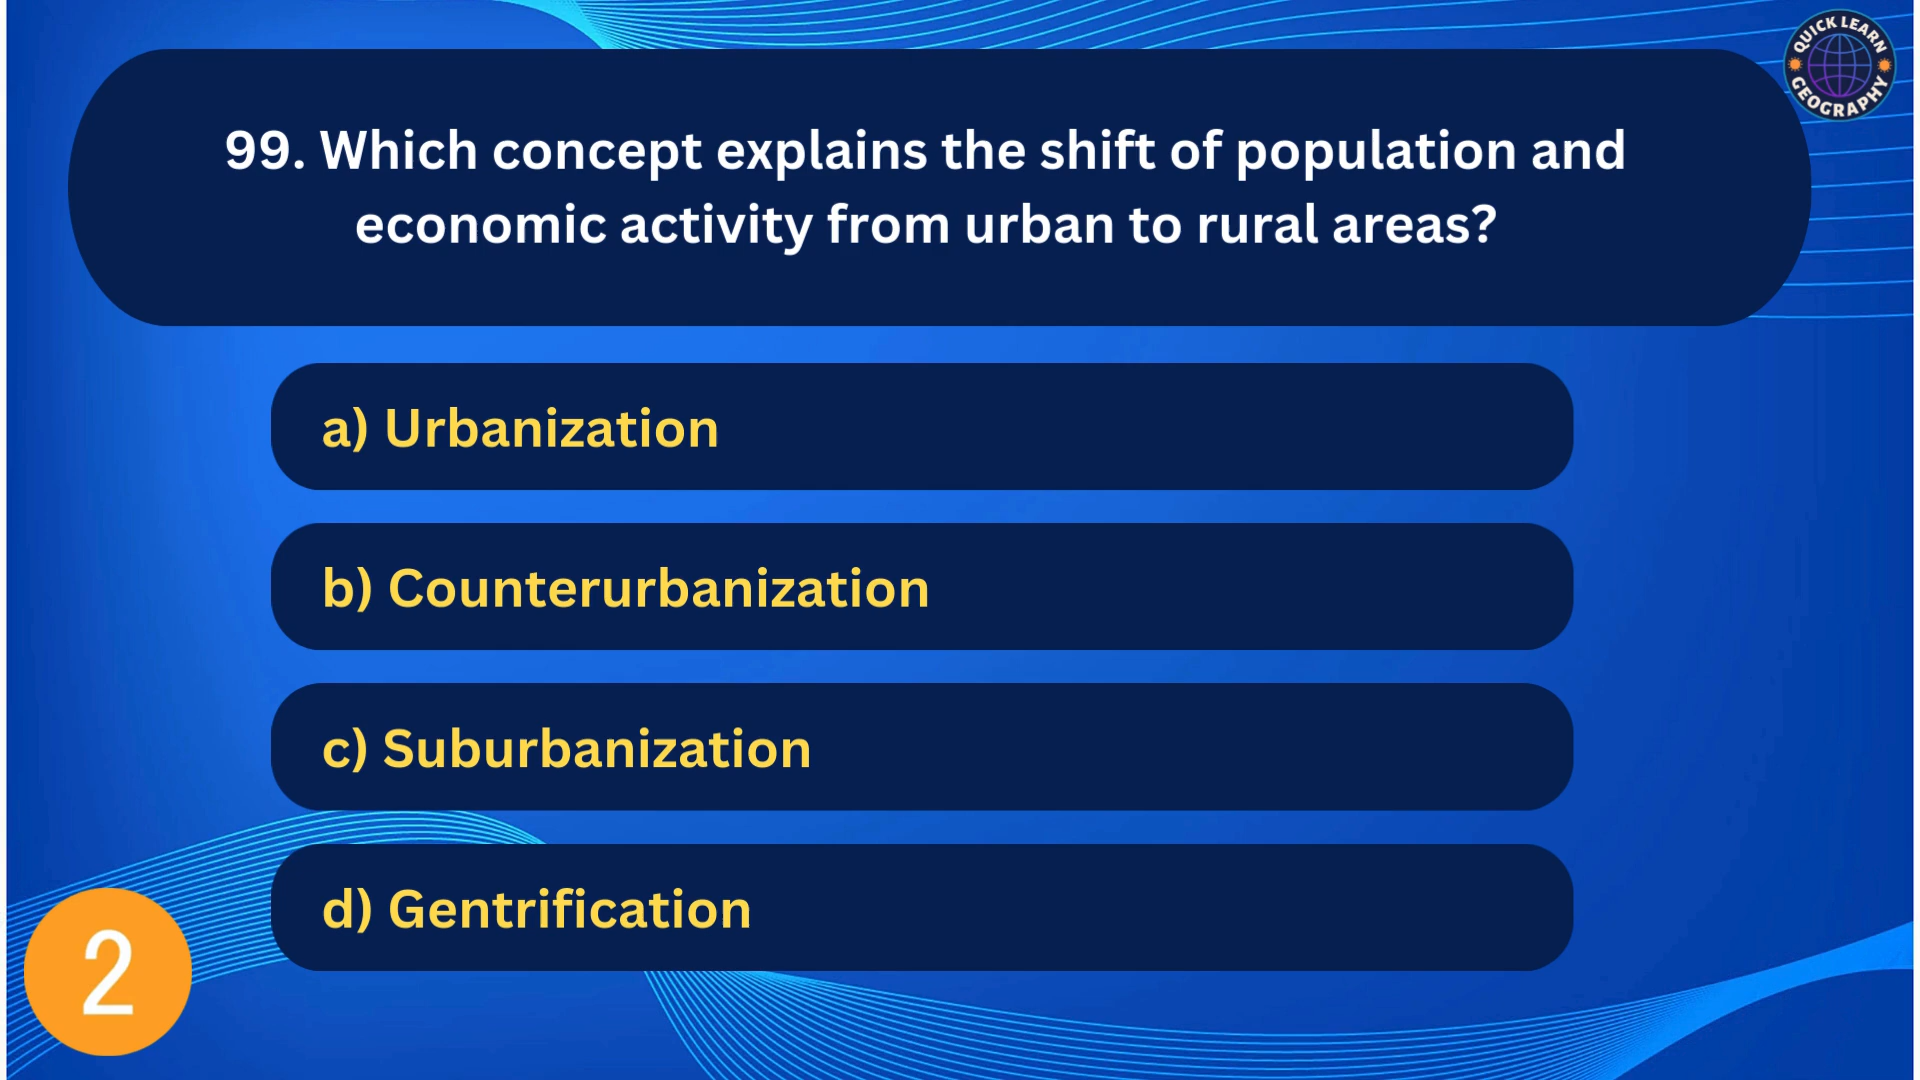 QUICK LEARN
GEOGRAPHY
99. Which concept explains the shift of population and
economic activity from urban to rural areas?
a) Urbanization
b) Counterurbanization
c) Suburbanization
d) Gentrification
2